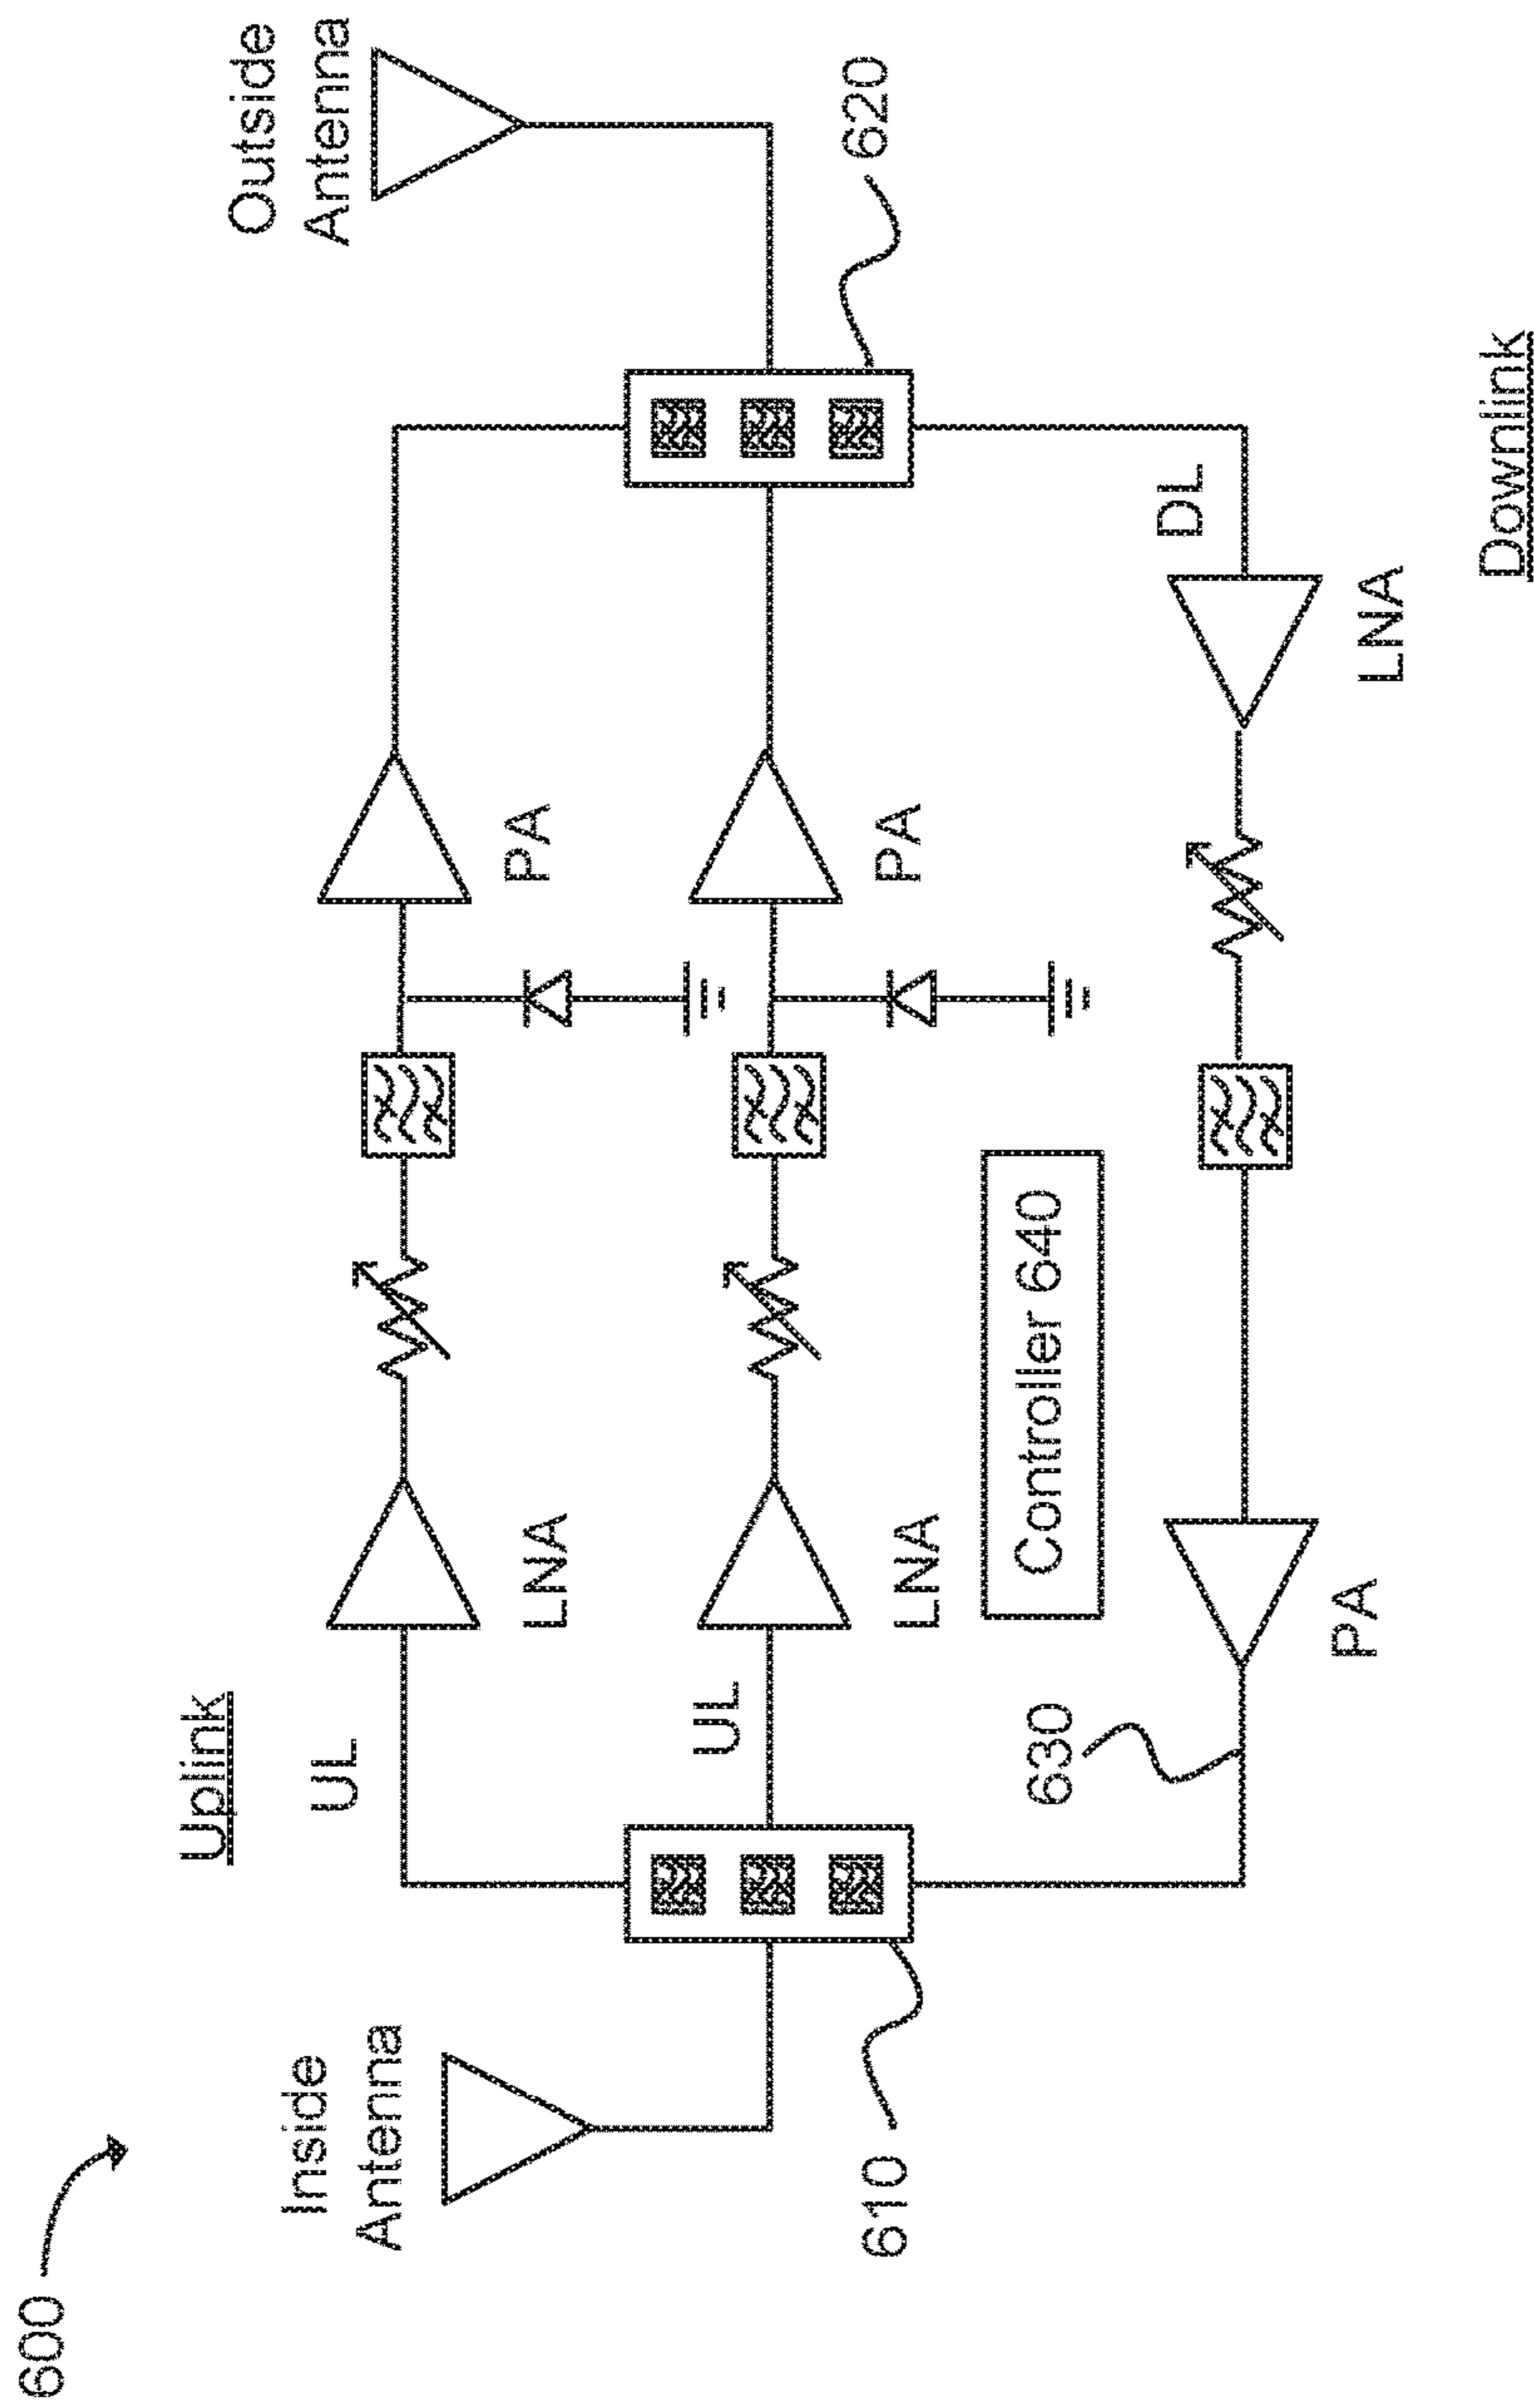 600
Uplink
Inside
Antenna
Outside
Antenna
UL
LNA
PA
UL
LNA
PA
610
620
Controller 640
630
DL
PA
LNA
Downlink